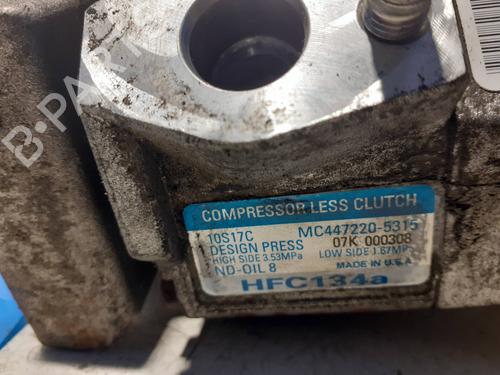 B-PARTS
COMPRESSOR LESS CLUTCH
10S17C MC447220-5315
DESIGN PRESS 07K 000308
HIGH SIDE 3.53MPa LOW SIDE 1.67MPa
ND-OIL 8 MADE IN U.S.A
HFC134a